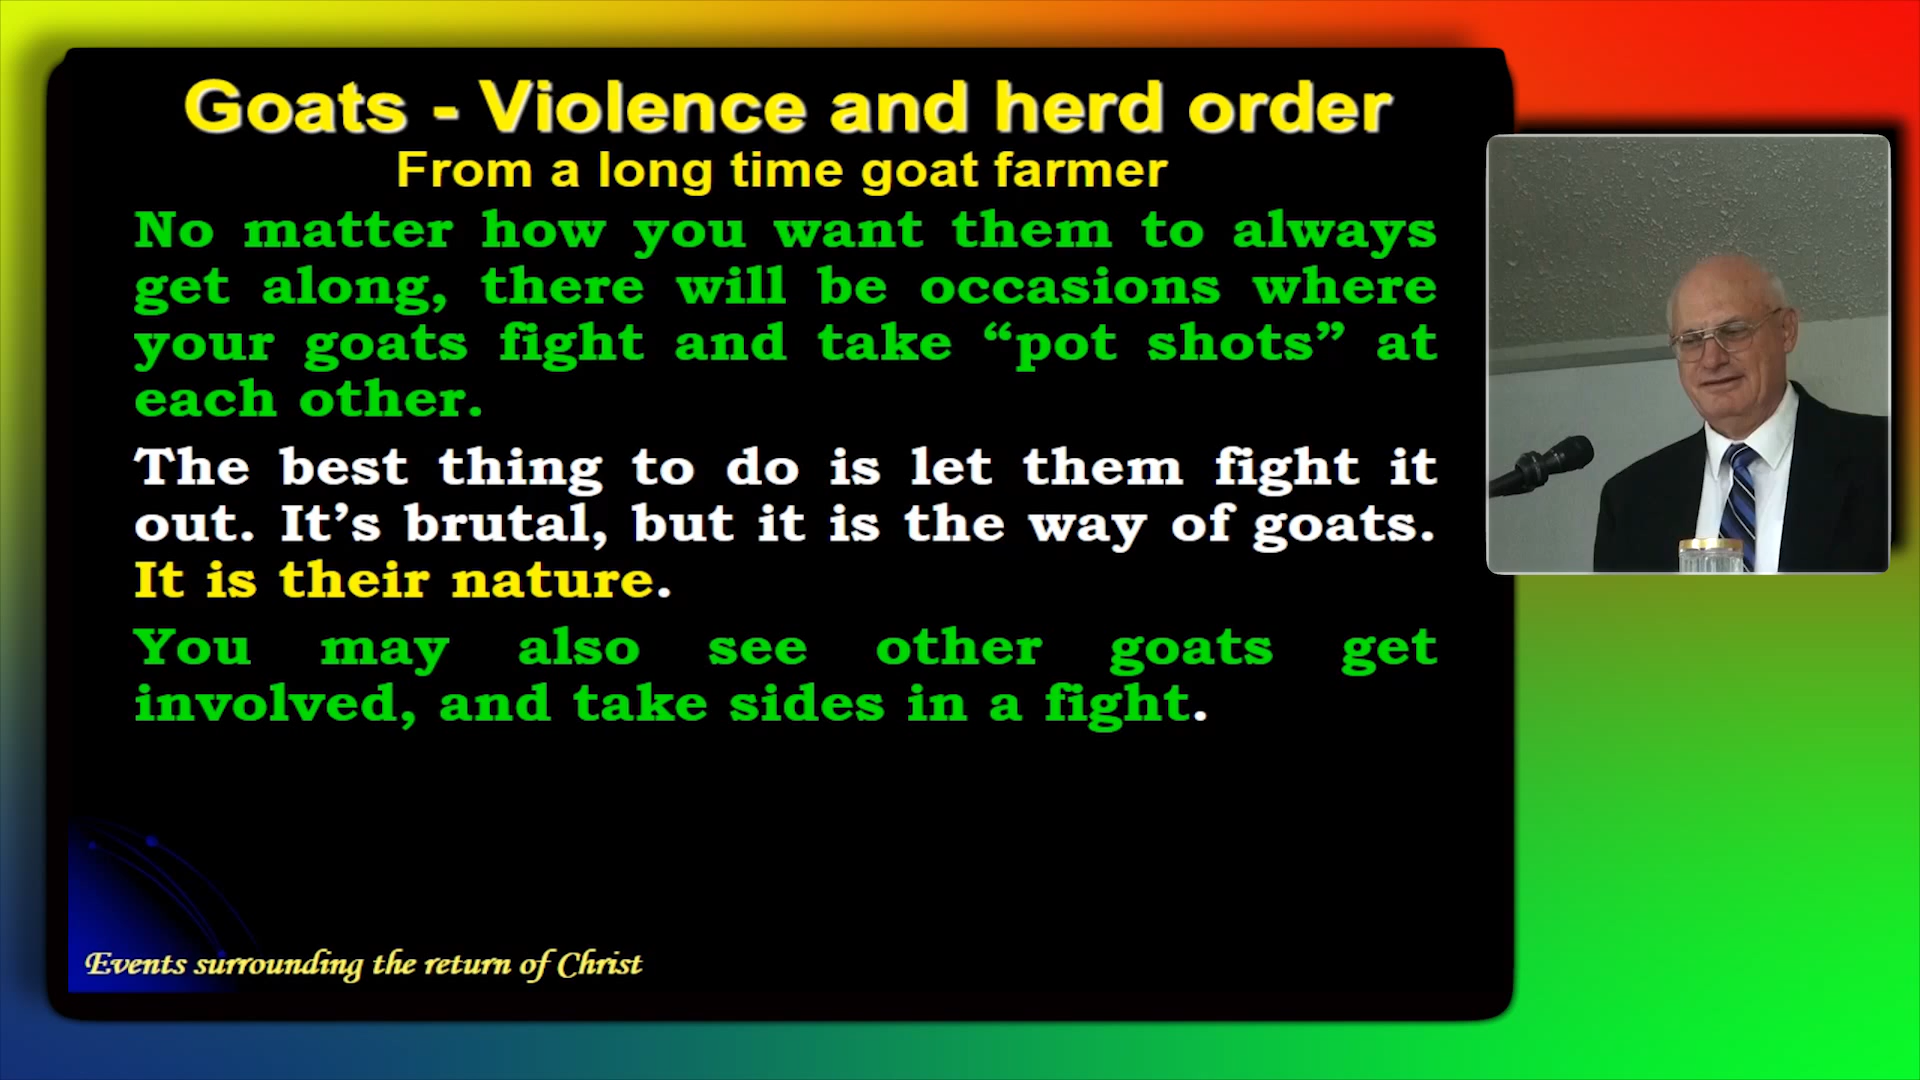 Goats - Violence and herd order
From a long time goat farmer
No matter how you want them to always
get along, there will be occasions where
your goats fight and take “pot shots” at
each other.
The best thing to do is let them fight it
out. It’s brutal, but it is the way of goats.
It is their nature.
You may also see other goats get
involved, and take sides in a fight.
Events surrounding the return of Christ